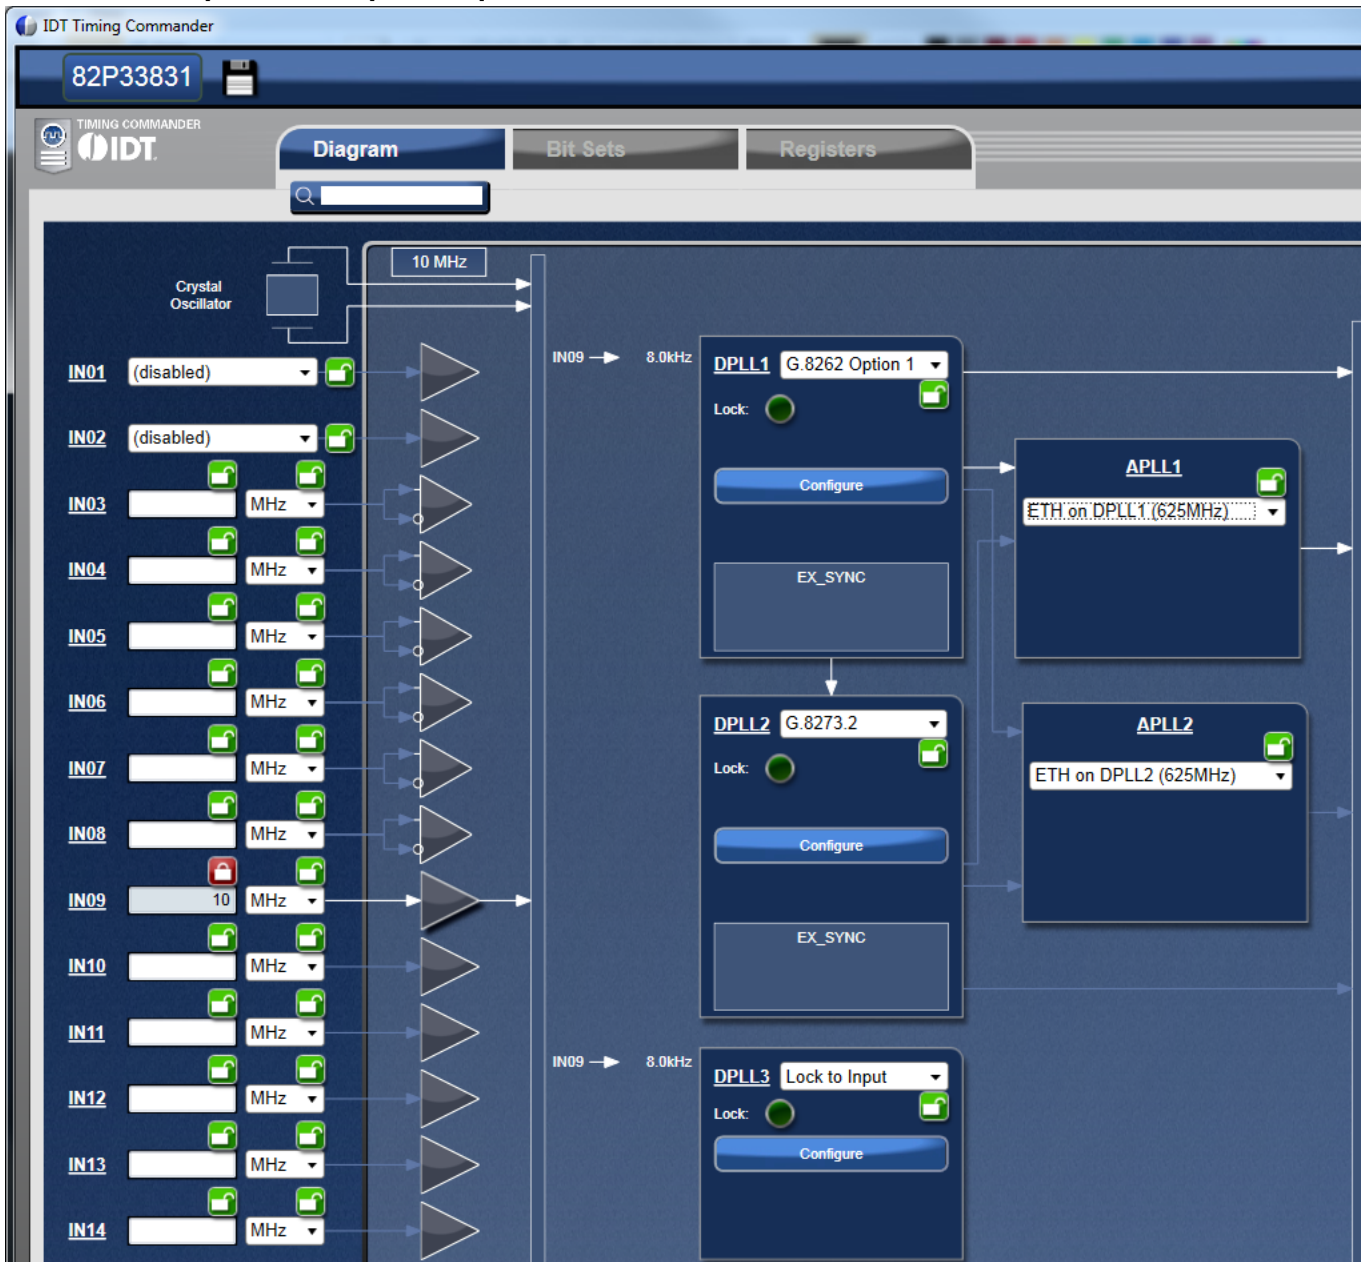 IDT Timing Commander
82P33831
TIMING COMMANDER
IDT.
Diagram
Bit Sets
Registers
10 MHz
Crystal
Oscillator
IN01 (disabled)
IN09 8.0kHz
DPLL1 G.8262 Option 1
Lock:
IN02 (disabled)
APLL1
Configure
IN03 MHz
ETH on DPLL1 (625MHz)
IN04 MHz
EX_SYNC
IN05 MHz
IN06 MHz
DPLL2 G.8273.2
APLL2
IN07 MHz
Lock:
ETH on DPLL2 (625MHz)
IN08 MHz
Configure
IN09 10 MHz
EX_SYNC
IN10 MHz
IN11 MHz
IN09 8.0kHz
DPLL3 Lock to Input
IN12 MHz
Lock:
Configure
IN13 MHz
IN14 MHz